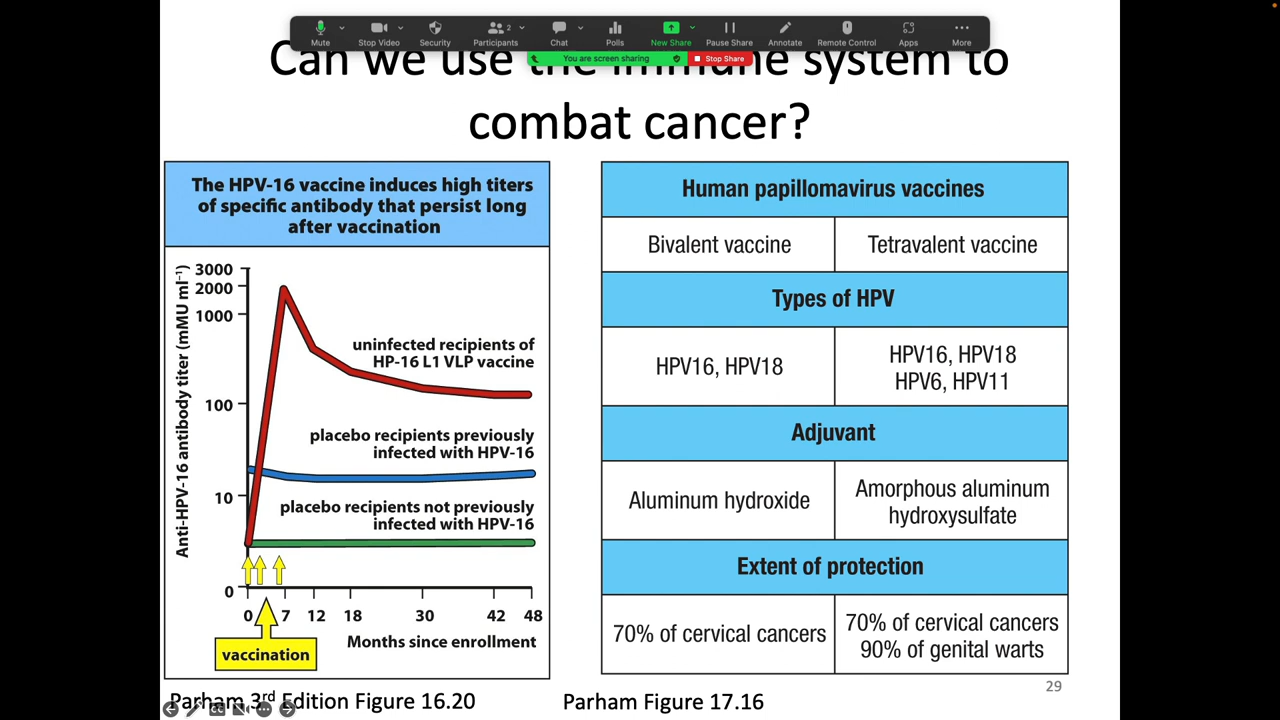 Mute
Stop Video
Security
Participants
2
Chat
Polls
New Share
Pause Share
Annotate
Remote Control
Apps
More
You are screen sharing
Stop Share
Can we use the immune system to
combat cancer?
The HPV-16 vaccine induces high titers
of specific antibody that persist long
after vaccination
Anti-HPV-16 antibody titer (mMU ml⁻¹)
3000
2000
1000
100
10
0
uninfected recipients of
HP-16 L1 VLP vaccine
placebo recipients previously
infected with HPV-16
placebo recipients not previously
infected with HPV-16
0 7 12 18 30 42 48
Months since enrollment
vaccination
Parham 3rd Edition Figure 16.20
Human papillomavirus vaccines
Bivalent vaccine
Tetravalent vaccine
Types of HPV
HPV16, HPV18
HPV16, HPV18
HPV6, HPV11
Adjuvant
Aluminum hydroxide
Amorphous aluminum
hydroxysulfate
Extent of protection
70% of cervical cancers
70% of cervical cancers
90% of genital warts
Parham Figure 17.16
29